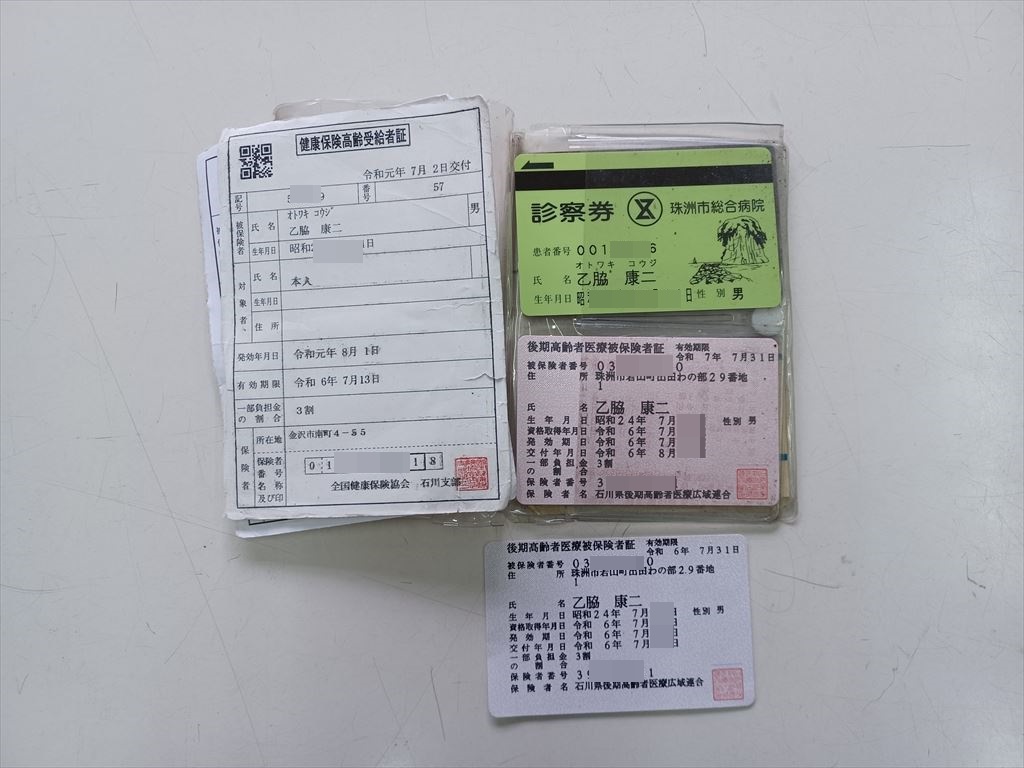 健康保険高齢受給者証
令和元年 7月 2日交付
記号 9 番号 57
被保険者 氏名 オトワキ コウジ 男
乙脇 康二
生年月日 昭和2 1日
対象者 氏名 本人
生年月日
住所
発効年月日 令和元年 8月 1日
有効期限 令和 6年 7月13日
一部負担金の割合 3割
保険者 所在地 金沢市南町4-55
保険者番号 01 18
名称及び印 全国健康保険協会 石川支部
診察券 珠洲市総合病院
患者番号 001 6
オトワキ コウジ
氏名 乙脇 康二
生年月日 昭 日 性別 男
後期高齢者医療被保険者証 有効期限
令和 7年 7月31日
被保険者番号 03 0
住所 珠洲市若山町出田わの部29番地
1
氏名 乙脇 康二
生年月日 昭和24年 7月 性別 男
資格取得年月日 令和 6年 7月
発効期日 令和 6年 7月
交付年月日 令和 6年 8月
一部負担金の割合 3割
保険者番号 3
保険者名 石川県後期高齢者医療広域連合
後期高齢者医療被保険者証 有効期限
令和 6年 7月31日
被保険者番号 03 0
住所 珠洲市若山町出田わの部29番地
1
氏名 乙脇 康二
生年月日 昭和24年 7月 日 性別 男
資格取得年月日 令和 6年 7月 日
発効期日 令和 6年 7月 日
交付年月日 令和 6年 7月 日
一部負担金の割合 3割
保険者番号 39 1
保険者名 石川県後期高齢者医療広域連合